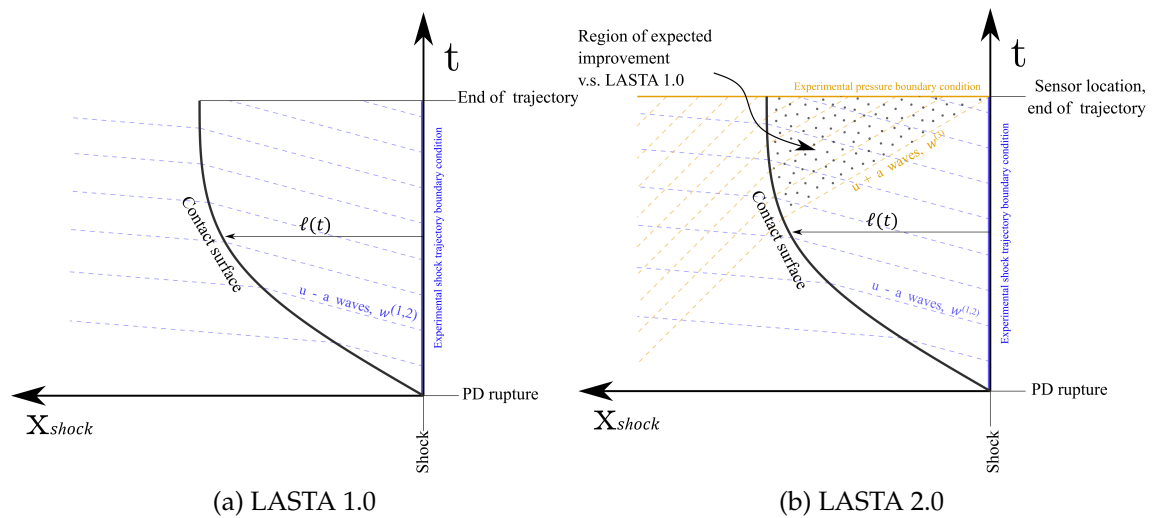 t
End of trajectory
Experimental shock trajectory boundary condition
Contact surface
ℓ(t)
u - a waves, w^(1,2)
PD rupture
X_shock
Shock
(a) LASTA 1.0
Region of expected
improvement
v.s. LASTA 1.0
t
Experimental pressure boundary condition
Sensor location,
end of trajectory
u + a waves, w^(3)
Experimental shock trajectory boundary condition
Contact surface
ℓ(t)
u - a waves, w^(1,2)
PD rupture
X_shock
Shock
(b) LASTA 2.0